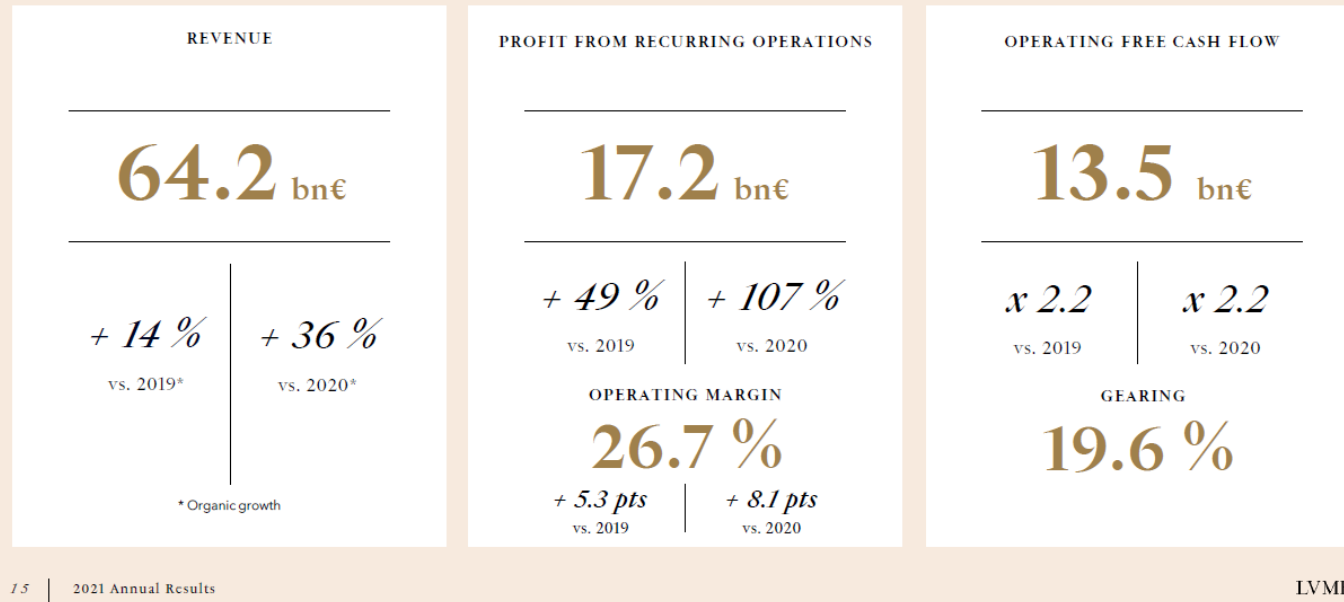 REVENUE
64.2 bn€
+ 14 %
vs. 2019*
+ 36 %
vs. 2020*
* Organic growth
PROFIT FROM RECURRING OPERATIONS
17.2 bn€
+ 49 %
vs. 2019
+ 107 %
vs. 2020
OPERATING MARGIN
26.7 %
+ 5.3 pts
vs. 2019
+ 8.1 pts
vs. 2020
OPERATING FREE CASH FLOW
13.5 bn€
x 2.2
vs. 2019
x 2.2
vs. 2020
GEARING
19.6 %
15
2021 Annual Results